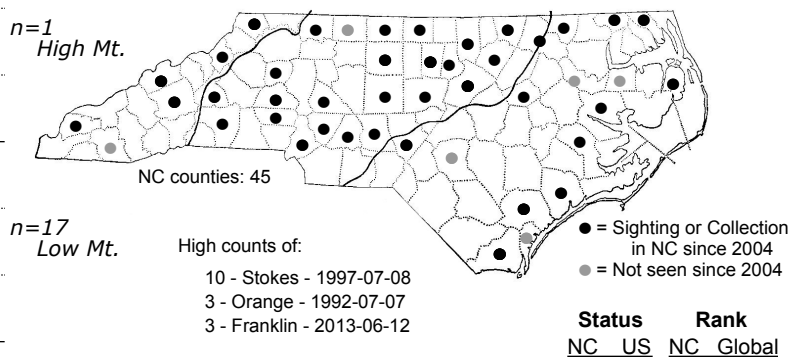 n=1
High Mt.
NC counties: 45
n=17
Low Mt.
High counts of:
10 - Stokes - 1997-07-08
3 - Orange - 1992-07-07
3 - Franklin - 2013-06-12
= Sighting or Collection
in NC since 2004
= Not seen since 2004
Status Rank
NC US NC Global